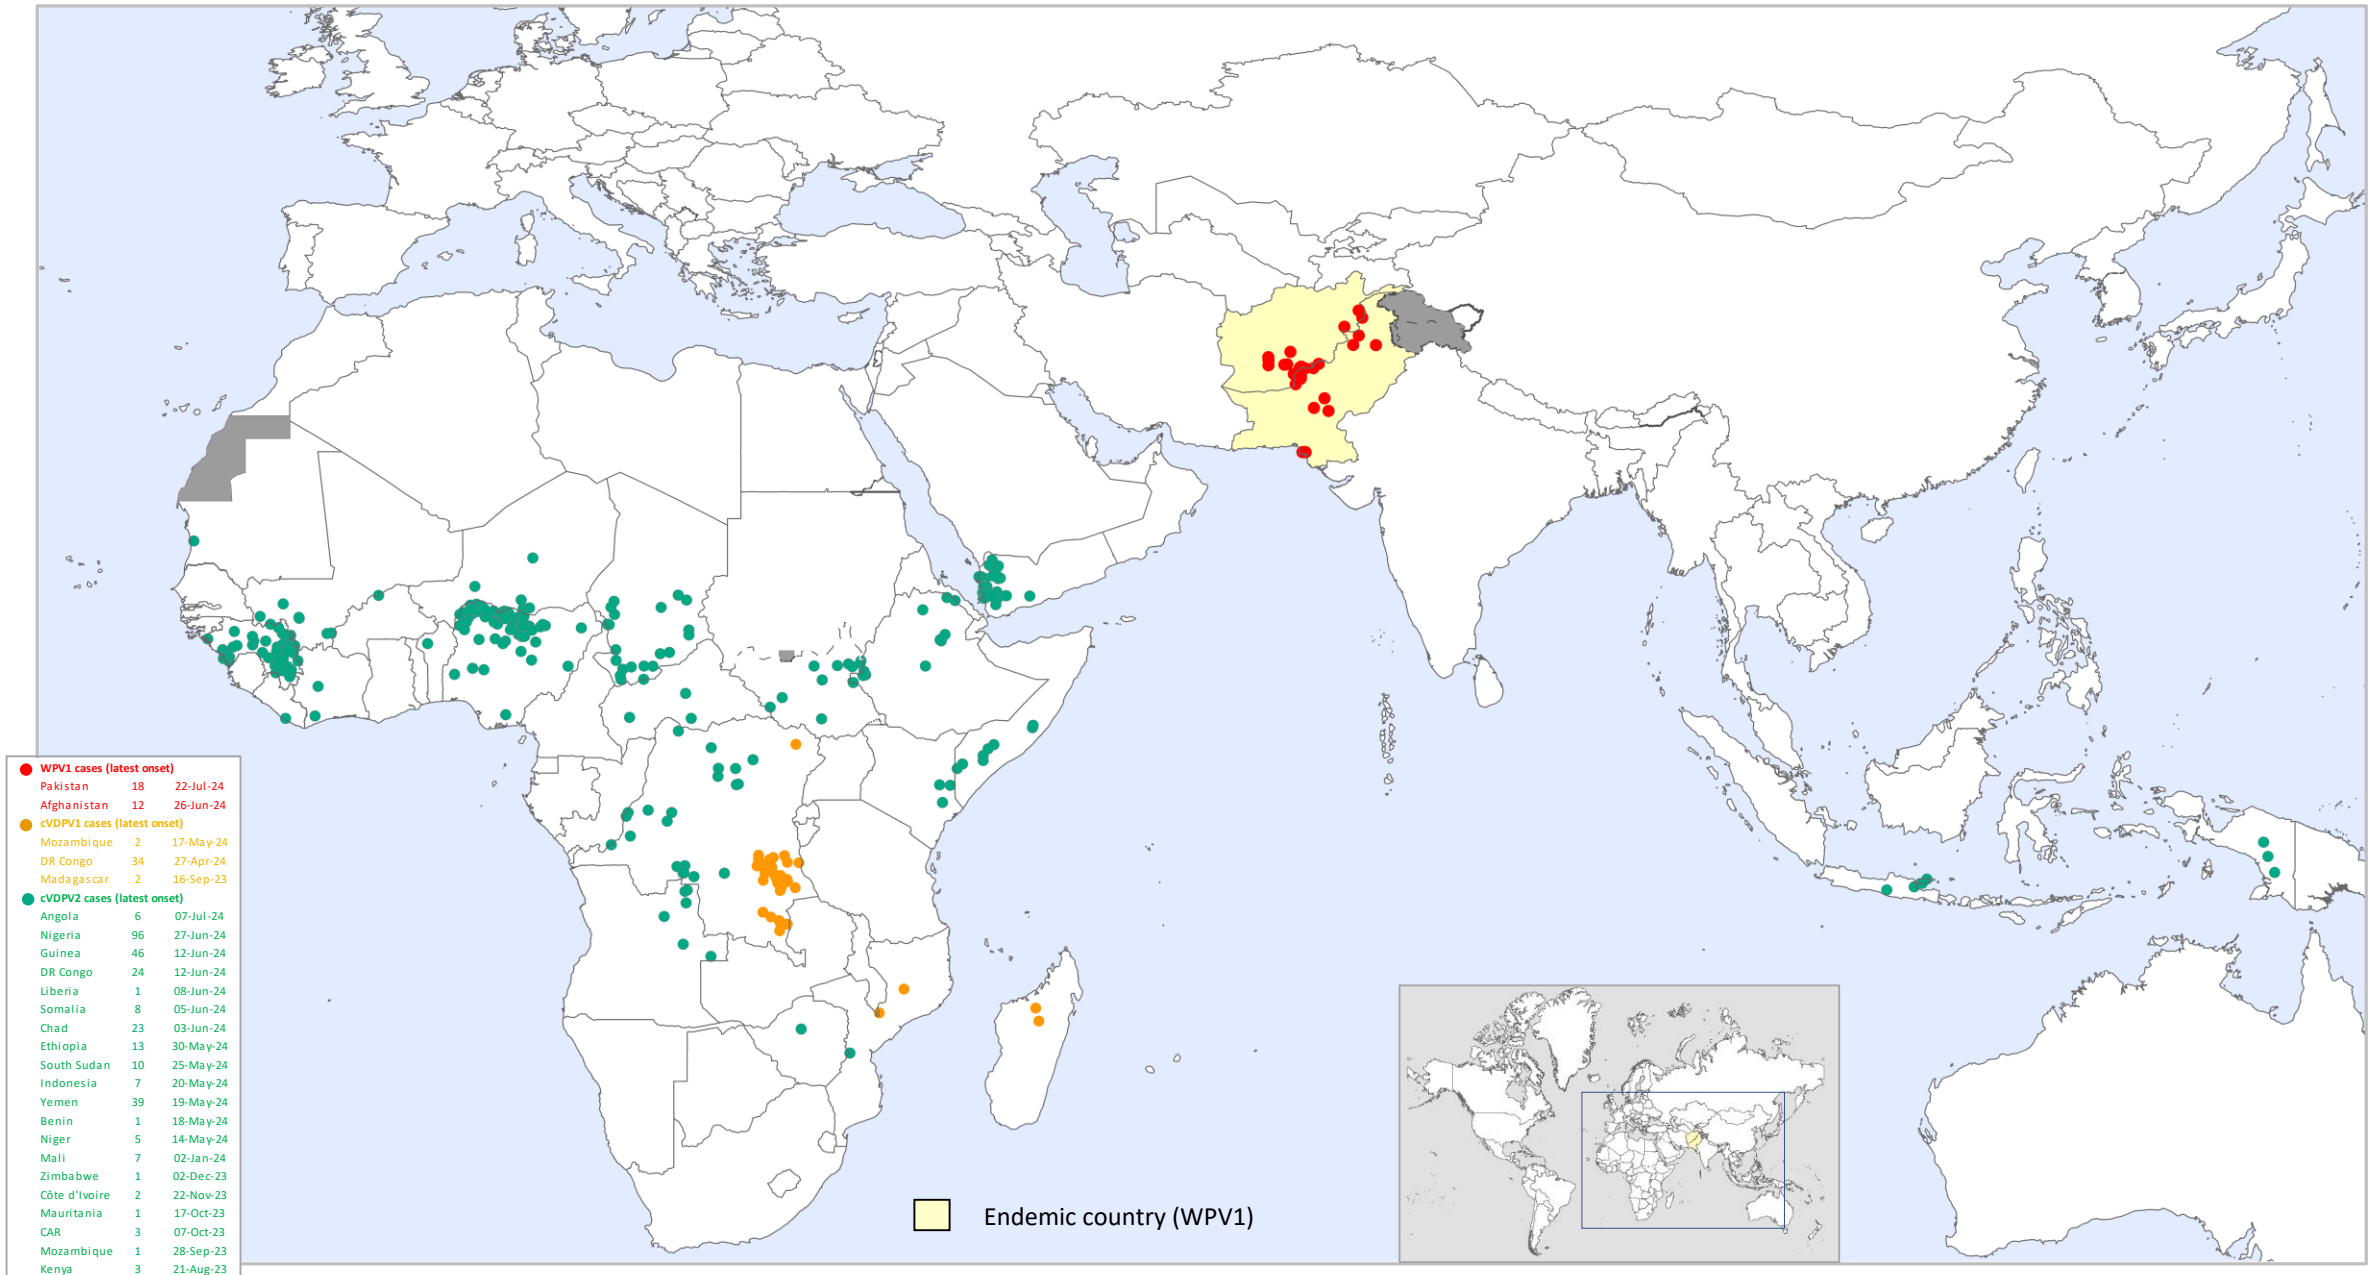 WPV1 cases (latest onset)
Pakistan 18 22-Jul-24
Afghanistan 12 26-Jun-24
cVDPV1 cases (latest onset)
Mozambique 2 17-May-24
DR Congo 34 27-Apr-24
Madagascar 2 16-Sep-23
cVDPV2 cases (latest onset)
Angola 6 07-Jul-24
Nigeria 96 27-Jun-24
Guinea 46 12-Jun-24
DR Congo 24 12-Jun-24
Liberia 1 08-Jun-24
Somalia 8 05-Jun-24
Chad 23 03-Jun-24
Ethiopia 13 30-May-24
South Sudan 10 25-May-24
Indonesia 7 20-May-24
Yemen 39 19-May-24
Benin 1 18-May-24
Niger 5 14-May-24
Mali 7 02-Jan-24
Zimbabwe 1 02-Dec-23
Côte d'Ivoire 2 22-Nov-23
Mauritania 1 17-Oct-23
CAR 3 07-Oct-23
Mozambique 1 28-Sep-23
Kenya 3 21-Aug-23
Endemic country (WPV1)